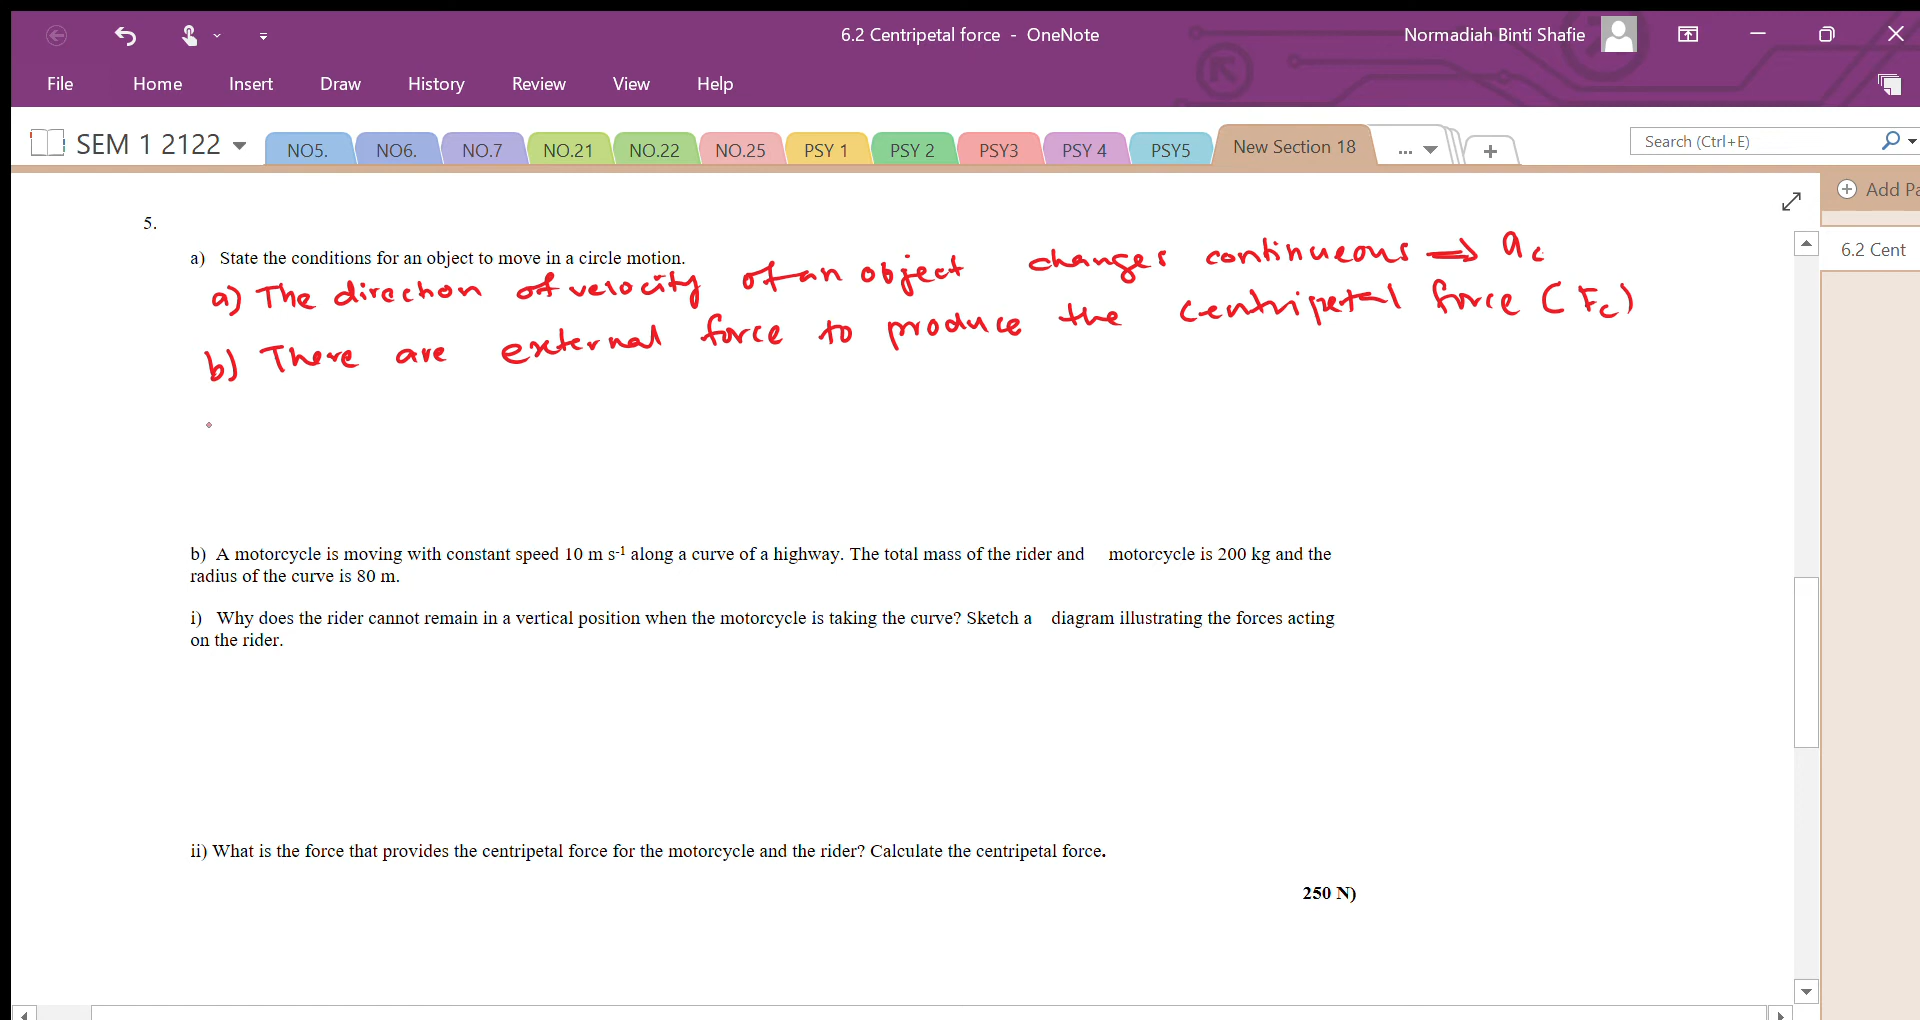 6.2 Centripetal force - OneNote
Normadiah Binti Shafie
File Home Insert Draw History Review View Help
SEM 1 2122 NO5. NO6. NO.7 NO.21 NO.22 NO.25 PSY 1 PSY 2 PSY3 PSY 4 PSY5 New Section 18 ... + Search (Ctrl+E)
+ Add Pa
6.2 Cent
5.
a) State the conditions for an object to move in a circle motion.
a) The direction of velocity of an object changes continueous → ac
b) There are external force to produce the centripetal force (Fc)
b) A motorcycle is moving with constant speed 10 m s-1 along a curve of a highway. The total mass of the rider and motorcycle is 200 kg and the
radius of the curve is 80 m.
i) Why does the rider cannot remain in a vertical position when the motorcycle is taking the curve? Sketch a diagram illustrating the forces acting
on the rider.
ii) What is the force that provides the centripetal force for the motorcycle and the rider? Calculate the centripetal force.
250 N)